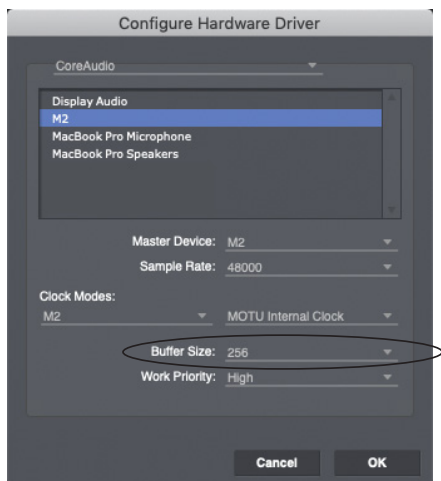 Configure Hardware Driver
CoreAudio
Display Audio
M2
MacBook Pro Microphone
MacBook Pro Speakers
Master Device: M2
Sample Rate: 48000
Clock Modes:
M2 MOTU Internal Clock
Buffer Size: 256
Work Priority: High
Cancel OK